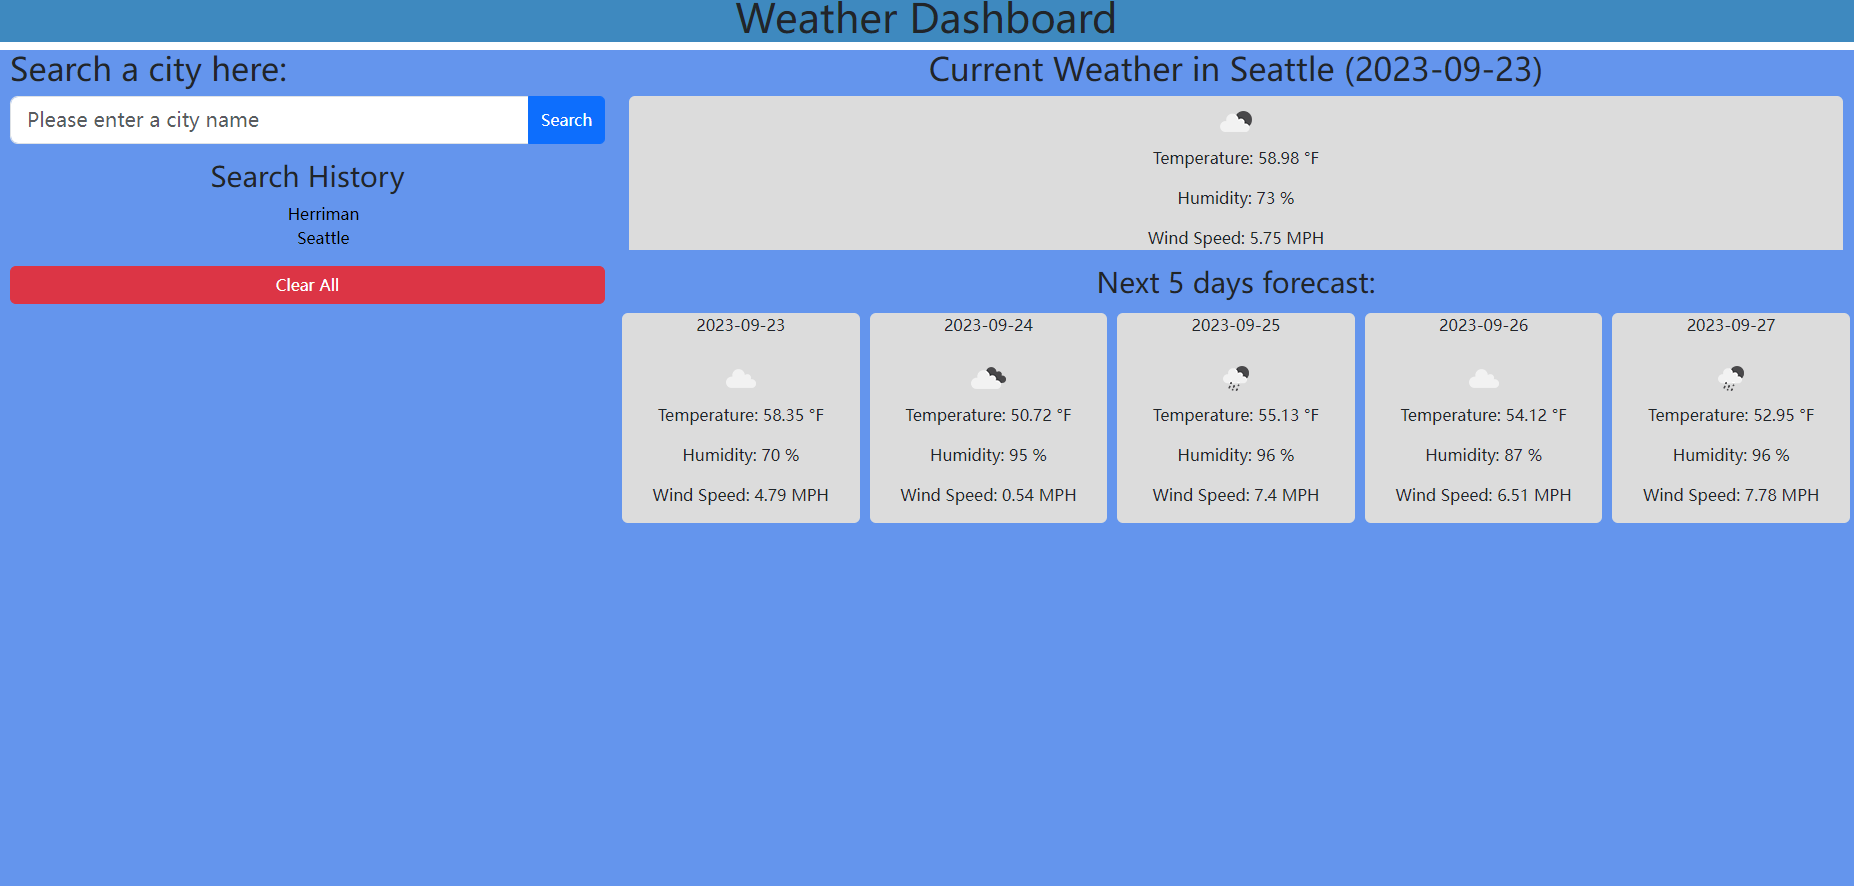 Weather Dashboard
Search a city here:
Please enter a city name
Search
Search History
Herriman
Seattle
Clear All
Current Weather in Seattle (2023-09-23)
Temperature: 58.98 °F
Humidity: 73 %
Wind Speed: 5.75 MPH
Next 5 days forecast:
2023-09-23
Temperature: 58.35 °F
Humidity: 70 %
Wind Speed: 4.79 MPH
2023-09-24
Temperature: 50.72 °F
Humidity: 95 %
Wind Speed: 0.54 MPH
2023-09-25
Temperature: 55.13 °F
Humidity: 96 %
Wind Speed: 7.4 MPH
2023-09-26
Temperature: 54.12 °F
Humidity: 87 %
Wind Speed: 6.51 MPH
2023-09-27
Temperature: 52.95 °F
Humidity: 96 %
Wind Speed: 7.78 MPH